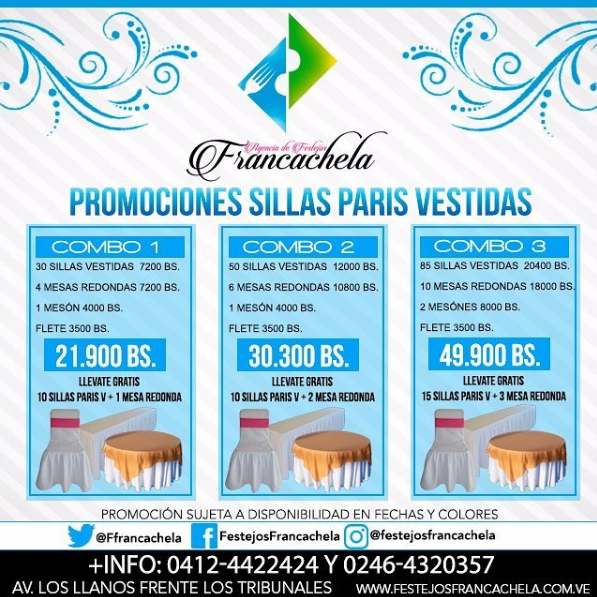 Agencia de Festejos
Francachela
PROMOCIONES SILLAS PARIS VESTIDAS
COMBO 1
30 SILLAS VESTIDAS 7200 BS.
4 MESAS REDONDAS 7200 BS.
1 MESÓN 4000 BS.
FLETE 3500 BS.
21.900 BS.
LLEVATE GRATIS
10 SILLAS PARIS V + 1 MESA REDONDA
COMBO 2
50 SILLAS VESTIDAS 12000 BS.
6 MESAS REDONDAS 10800 BS.
1 MESÓN 4000 BS.
FLETE 3500 BS.
30.300 BS.
LLEVATE GRATIS
10 SILLAS PARIS V + 2 MESA REDONDA
COMBO 3
85 SILLAS VESTIDAS 20400 BS.
10 MESAS REDONDAS 18000 BS.
2 MESÓNES 8000 BS.
FLETE 3500 BS.
49.900 BS.
LLEVATE GRATIS
15 SILLAS PARIS V + 3 MESA REDONDA
PROMOCIÓN SUJETA A DISPONIBILIDAD EN FECHAS Y COLORES
@Ffrancachela FestejosFrancachela @festejosfrancachela
+INFO: 0412-4422424 Y 0246-4320357
AV. LOS LLANOS FRENTE LOS TRIBUNALES WWW.FESTEJOSFRANCACHELA.COM.VE